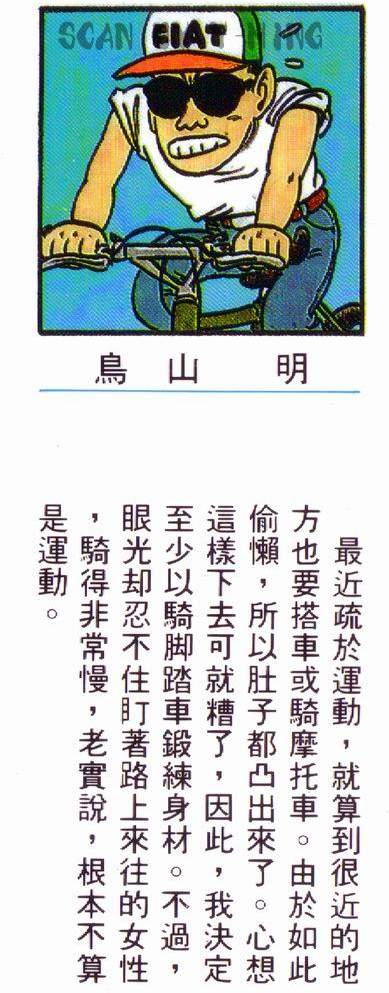 SCAN
FIAT
鳥山明
最近疏於運動，就算到很近的地
方也要搭車或騎摩托車。由於如此
偷懶，所以肚子都凸出來了。心想
這樣下去可就糟了，因此，我決定
至少以騎脚踏車鍛練身材。不過，
眼光却忍不住盯著路上來往的女性
，騎得非常慢，老實說，根本不算
是運動。